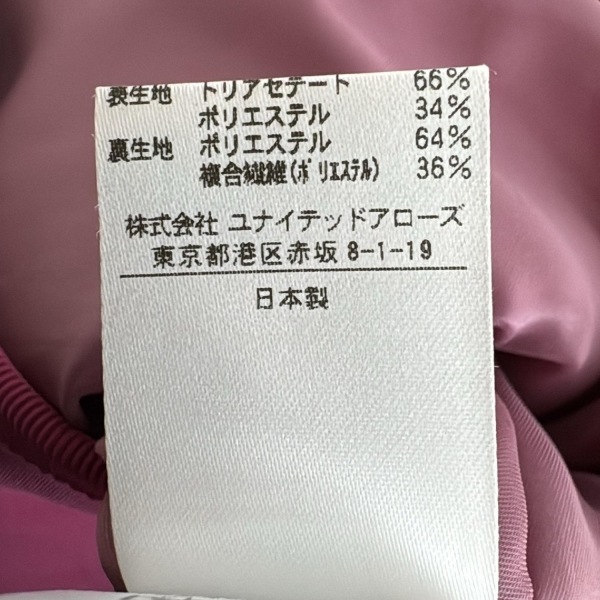 表生地 トリアセテート 66%
ポリエステル 34%
裏生地 ポリエステル 64%
複合繊維(ポリエステル) 36%
株式会社 ユナイテッドアローズ
東京都港区赤坂 8-1-19
日本製